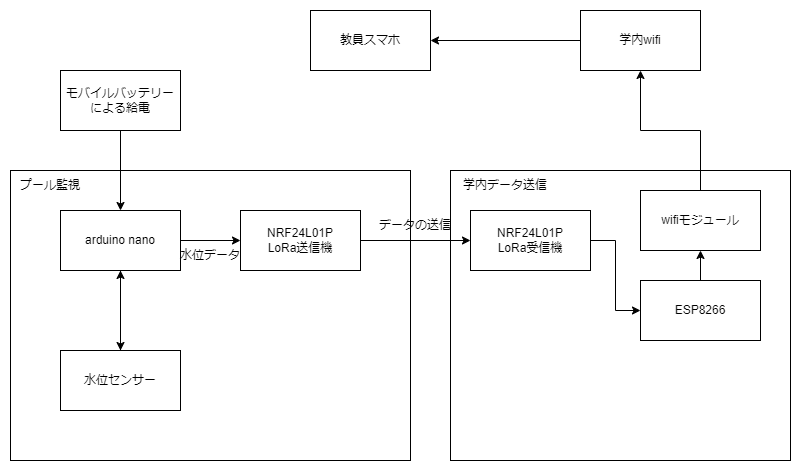 教員スマホ
学内wifi
モバイルバッテリー
による給電
プール監視
学内データ送信
arduino nano
水位データ
NRF24L01P
LoRa送信機
データの送信
NRF24L01P
LoRa受信機
wifiモジュール
ESP8266
水位センサー